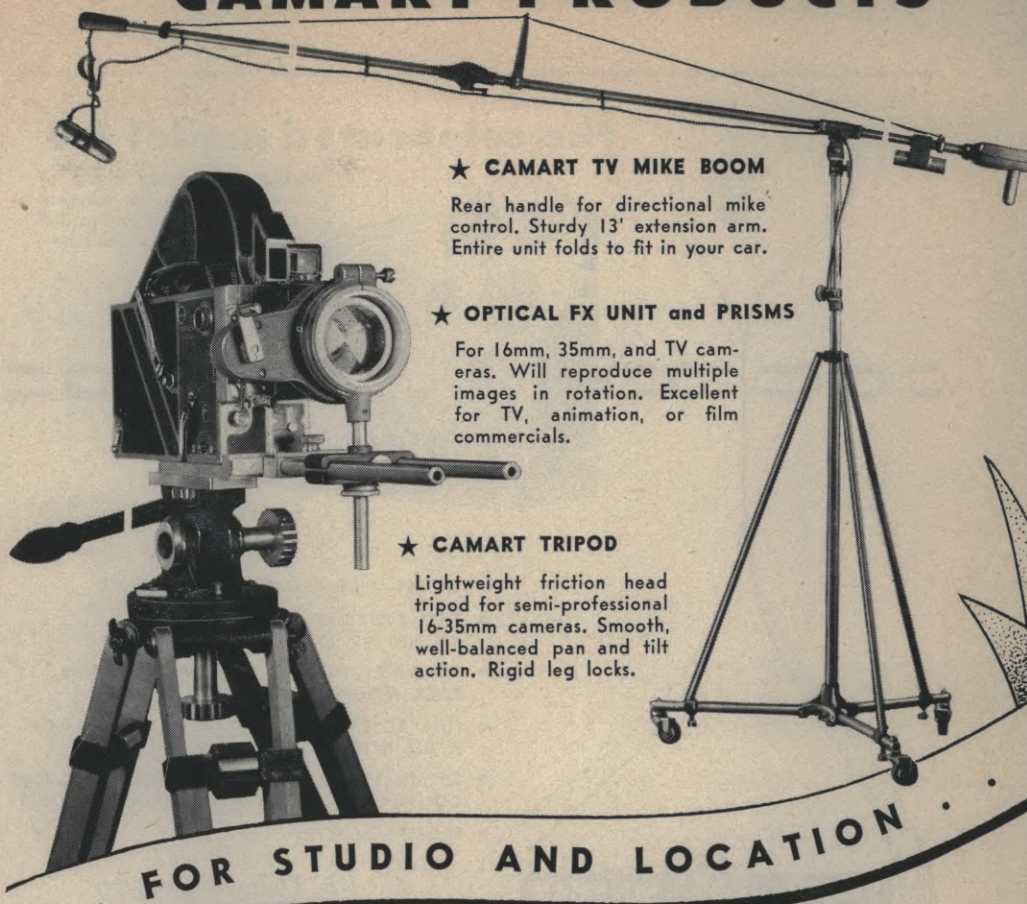 CAMART PRODUCTS
★ CAMART TV MIKE BOOM
Rear handle for directional mike
control. Sturdy 13' extension arm.
Entire unit folds to fit in your car.
★ OPTICAL FX UNIT and PRISMS
For 16mm, 35mm, and TV cam-
eras. Will reproduce multiple
images in rotation. Excellent
for TV, animation, or film
commercials.
★ CAMART TRIPOD
Lightweight friction head
tripod for semi-professional
16-35mm cameras. Smooth,
well-balanced pan and tilt
action. Rigid leg locks.
FOR STUDIO AND LOCATION . .